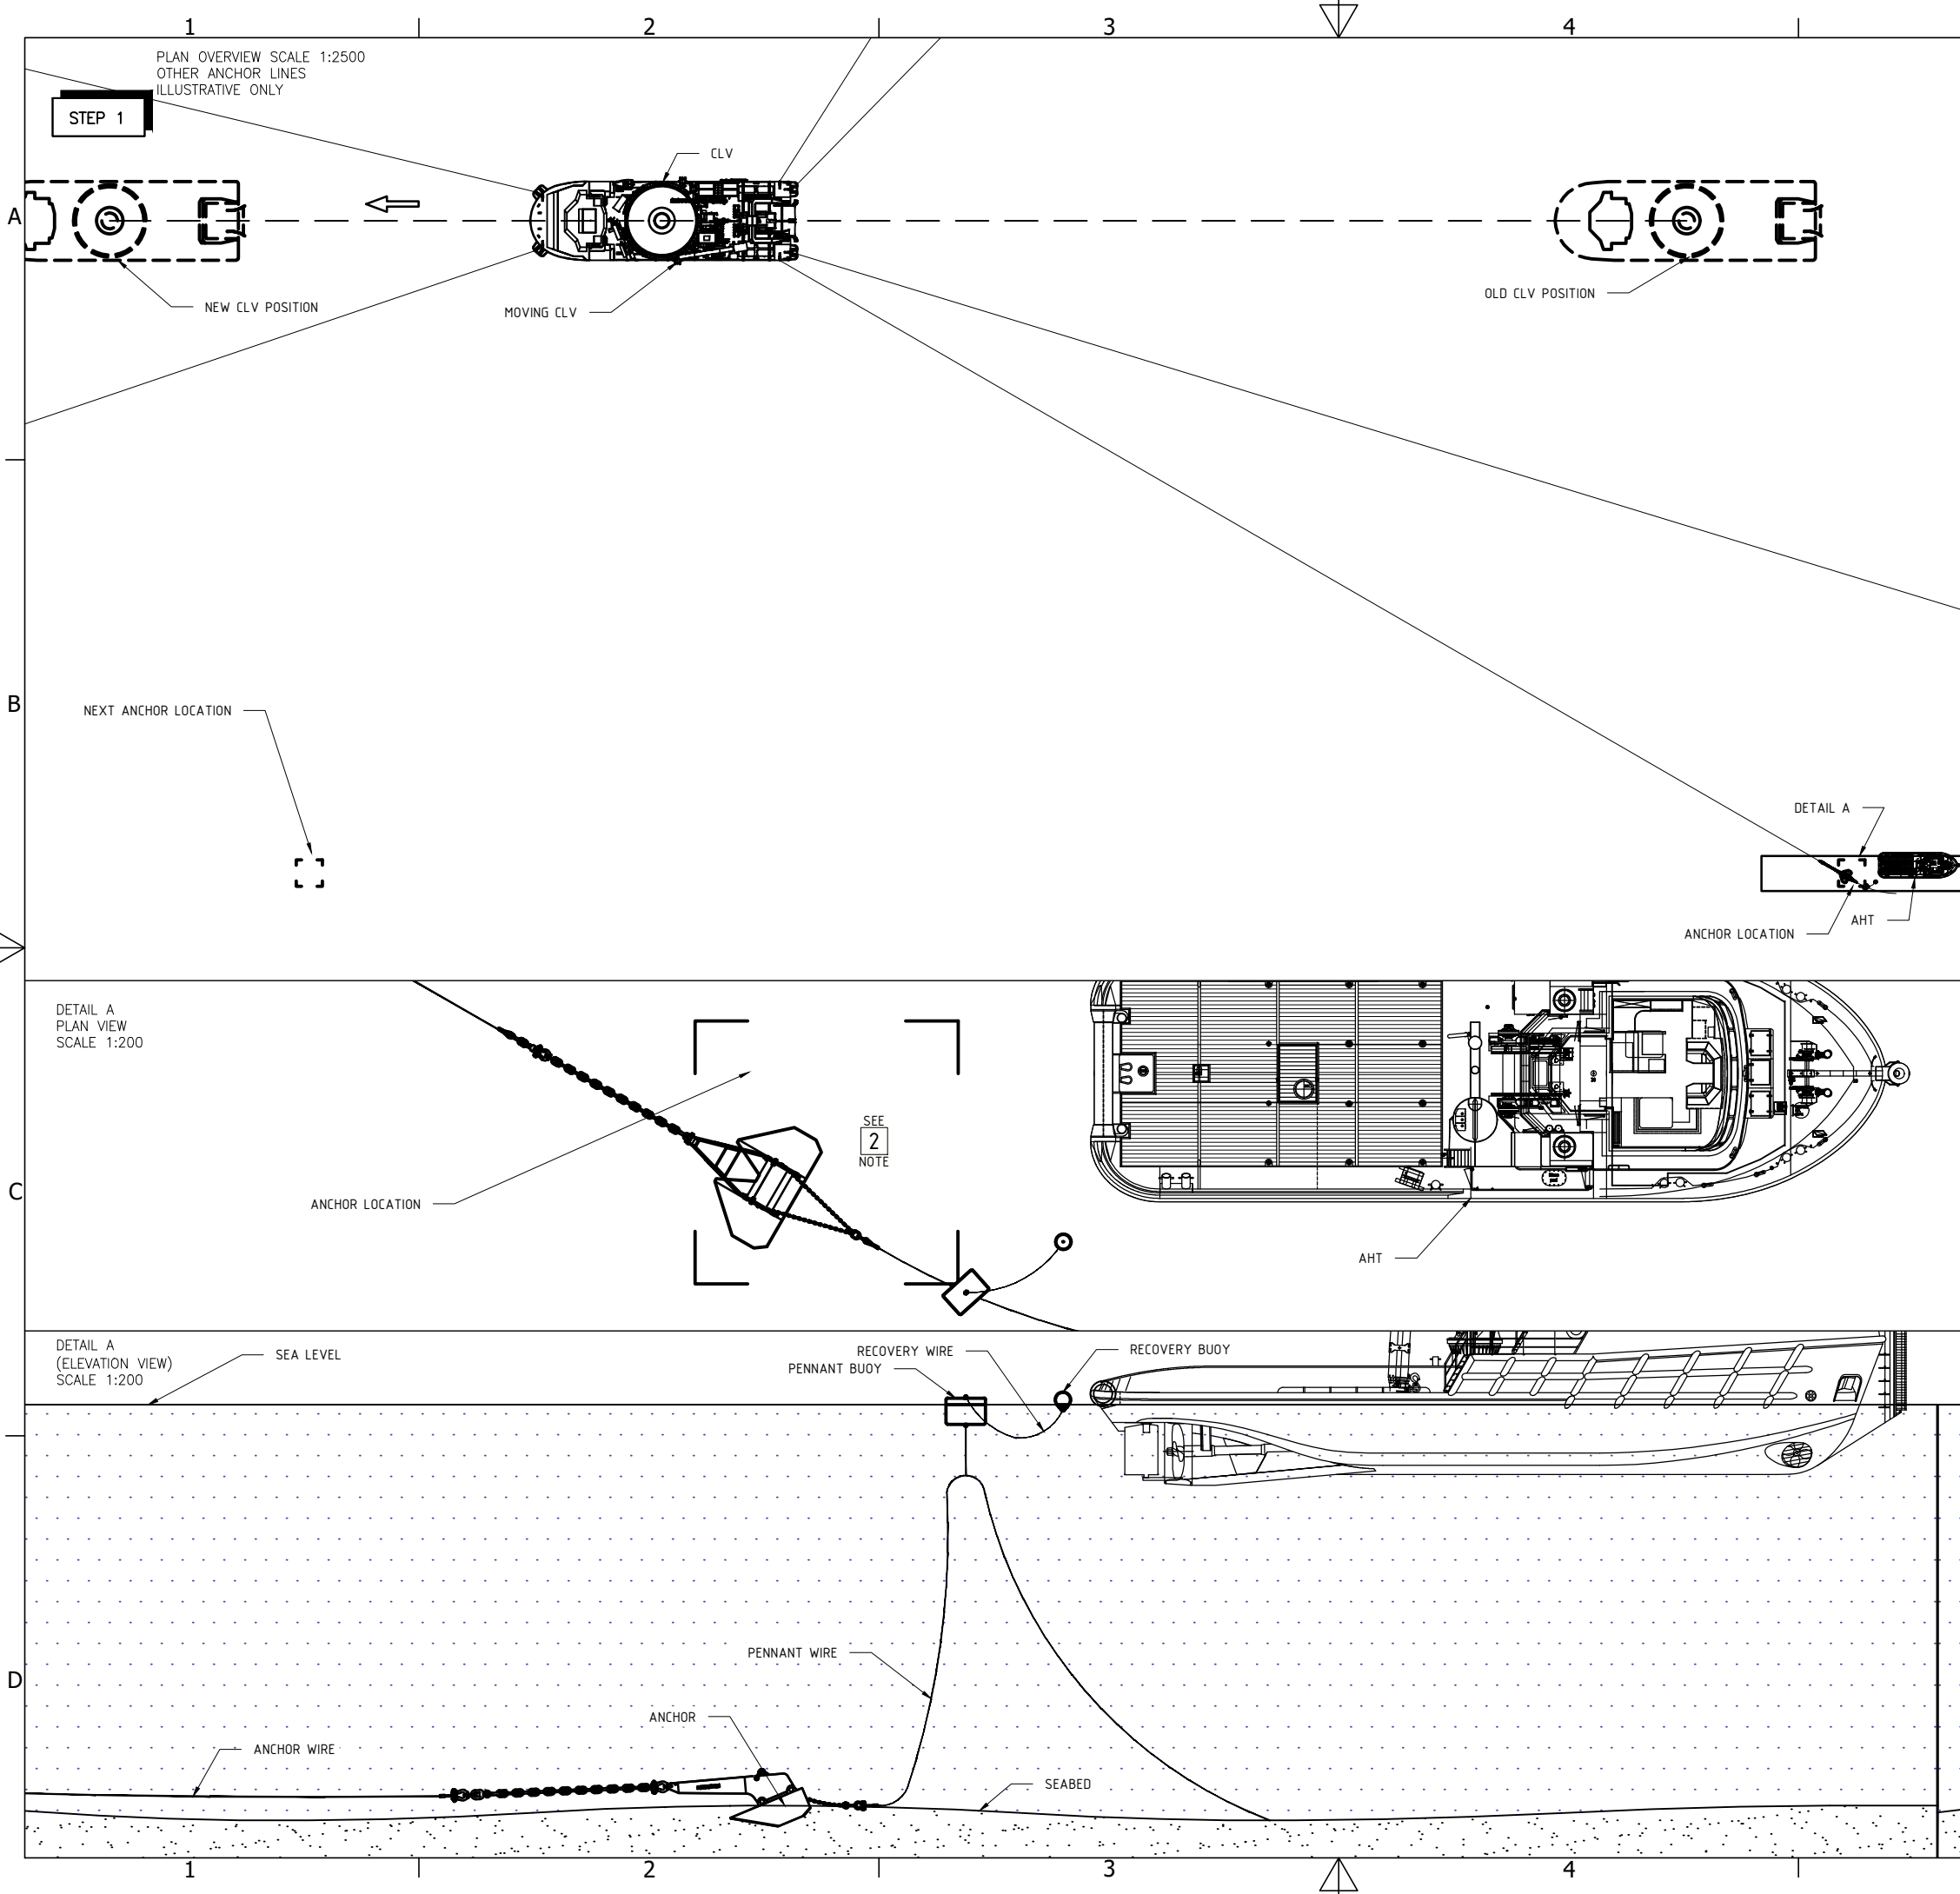 1 2 3 4
PLAN OVERVIEW SCALE 1:2500
OTHER ANCHOR LINES
ILLUSTRATIVE ONLY
STEP 1
CLV
A
NEW CLV POSITION
MOVING CLV
OLD CLV POSITION
B
NEXT ANCHOR LOCATION
DETAIL A
AHT
ANCHOR LOCATION
DETAIL A
PLAN VIEW
SCALE 1:200
SEE
2
NOTE
C
ANCHOR LOCATION
AHT
DETAIL A
(ELEVATION VIEW)
SCALE 1:200
SEA LEVEL
RECOVERY WIRE
PENNANT BUOY
RECOVERY BUOY
PENNANT WIRE
D
ANCHOR
ANCHOR WIRE
SEABED
1 2 3 4